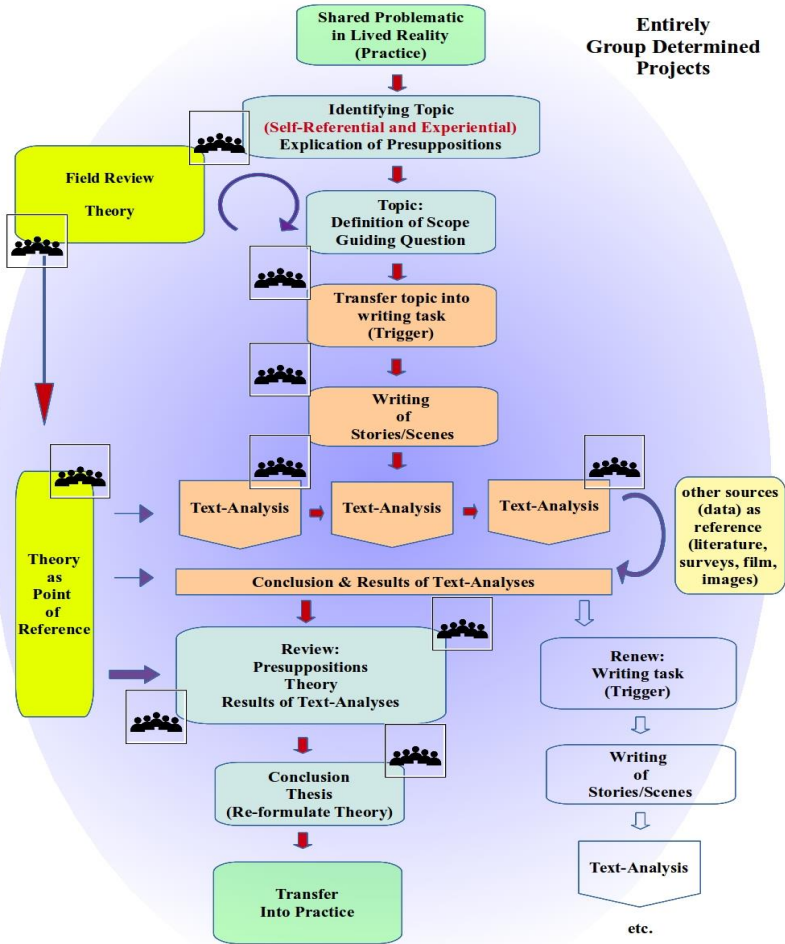 Shared Problematic
in Lived Reality
(Practice)
Entirely
Group Determined
Projects
Identifying Topic
(Self-Referential and Experiential)
Explication of Presuppositions
Field Review
Theory
Topic:
Definition of Scope
Guiding Question
Transfer topic into
writing task
(Trigger)
Writing
of
Stories/Scenes
Text-Analysis
Text-Analysis
Text-Analysis
other sources
(data) as
reference
(literature,
surveys, film,
images)
Theory
as
Point
of
Reference
Conclusion & Results of Text-Analyses
Review:
Presuppositions
Theory
Results of Text-Analyses
Renew:
Writing task
(Trigger)
Conclusion
Thesis
(Re-formulate Theory)
Writing
of
Stories/Scenes
Transfer
Into Practice
Text-Analysis
etc.